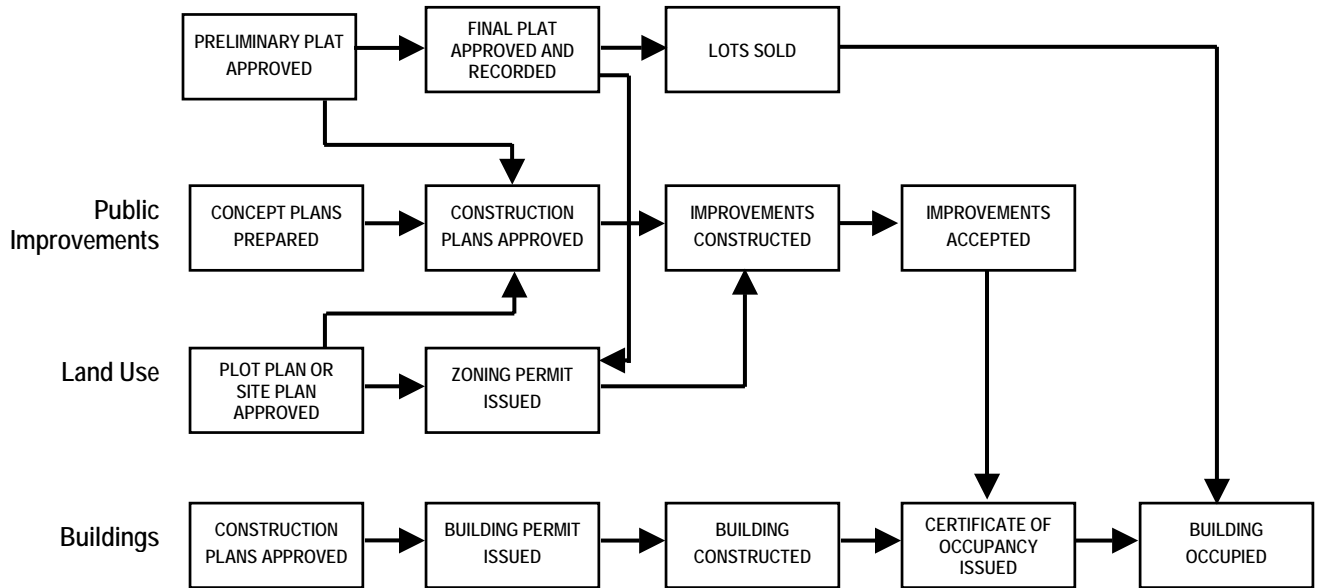 PRELIMINARY PLAT
APPROVED
FINAL PLAT
APPROVED AND
RECORDED
LOTS SOLD
Public
Improvements
CONCEPT PLANS
PREPARED
CONSTRUCTION
PLANS APPROVED
IMPROVEMENTS
CONSTRUCTED
IMPROVEMENTS
ACCEPTED
Land Use
PLOT PLAN OR
SITE PLAN
APPROVED
ZONING PERMIT
ISSUED
Buildings
CONSTRUCTION
PLANS APPROVED
BUILDING PERMIT
ISSUED
BUILDING
CONSTRUCTED
CERTIFICATE OF
OCCUPANCY
ISSUED
BUILDING
OCCUPIED